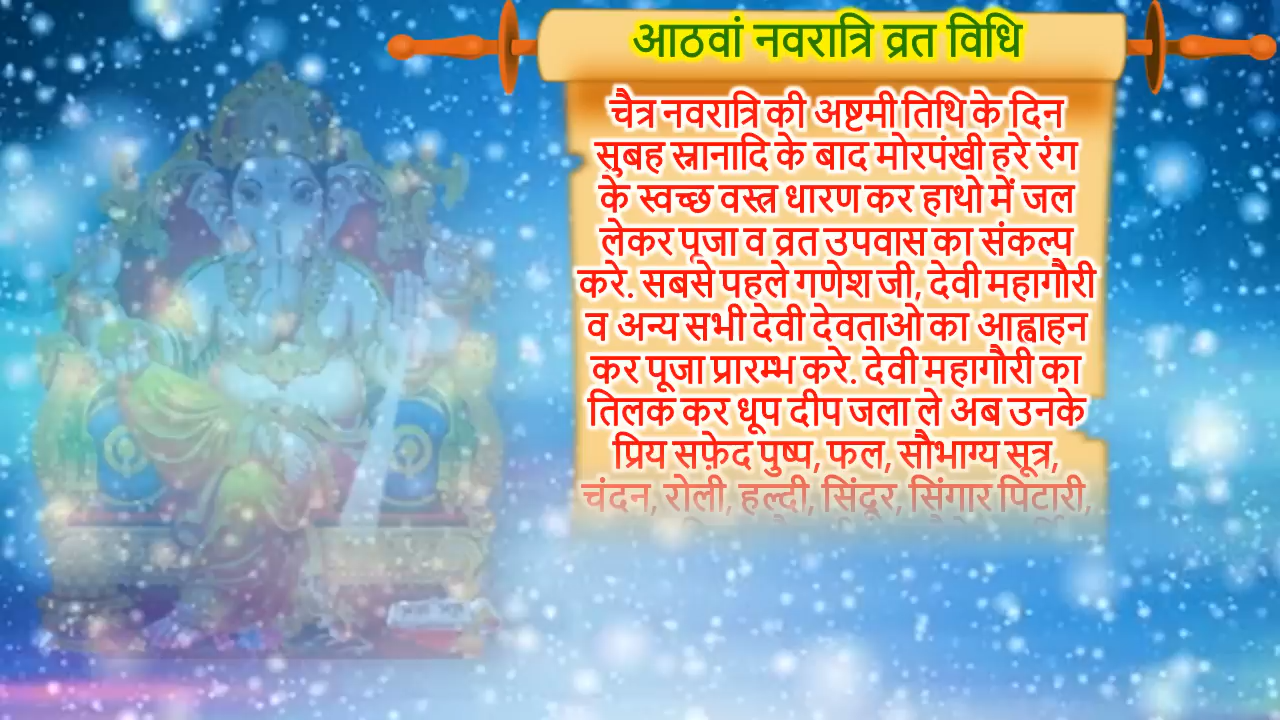 आठवां नवरात्रि व्रत विधि
चैत्र नवरात्रि की अष्टमी तिथि के दिन
सुबह स्नानादि के बाद मोरपंखी हरे रंग
के स्वच्छ वस्त्र धारण कर हाथो में जल
लेकर पूजा व व्रत उपवास का संकल्प
करे. सबसे पहले गणेश जी, देवी महागौरी
व अन्य सभी देवी देवताओ का आह्वाहन
कर पूजा प्रारम्भ करे. देवी महागौरी का
तिलक कर धूप दीप जला ले अब उनके
प्रिय सफ़ेद पुष्प, फल, सौभाग्य सूत्र,
चंदन, रोली, हल्दी, सिंदूर, सिंगार पिटारी,